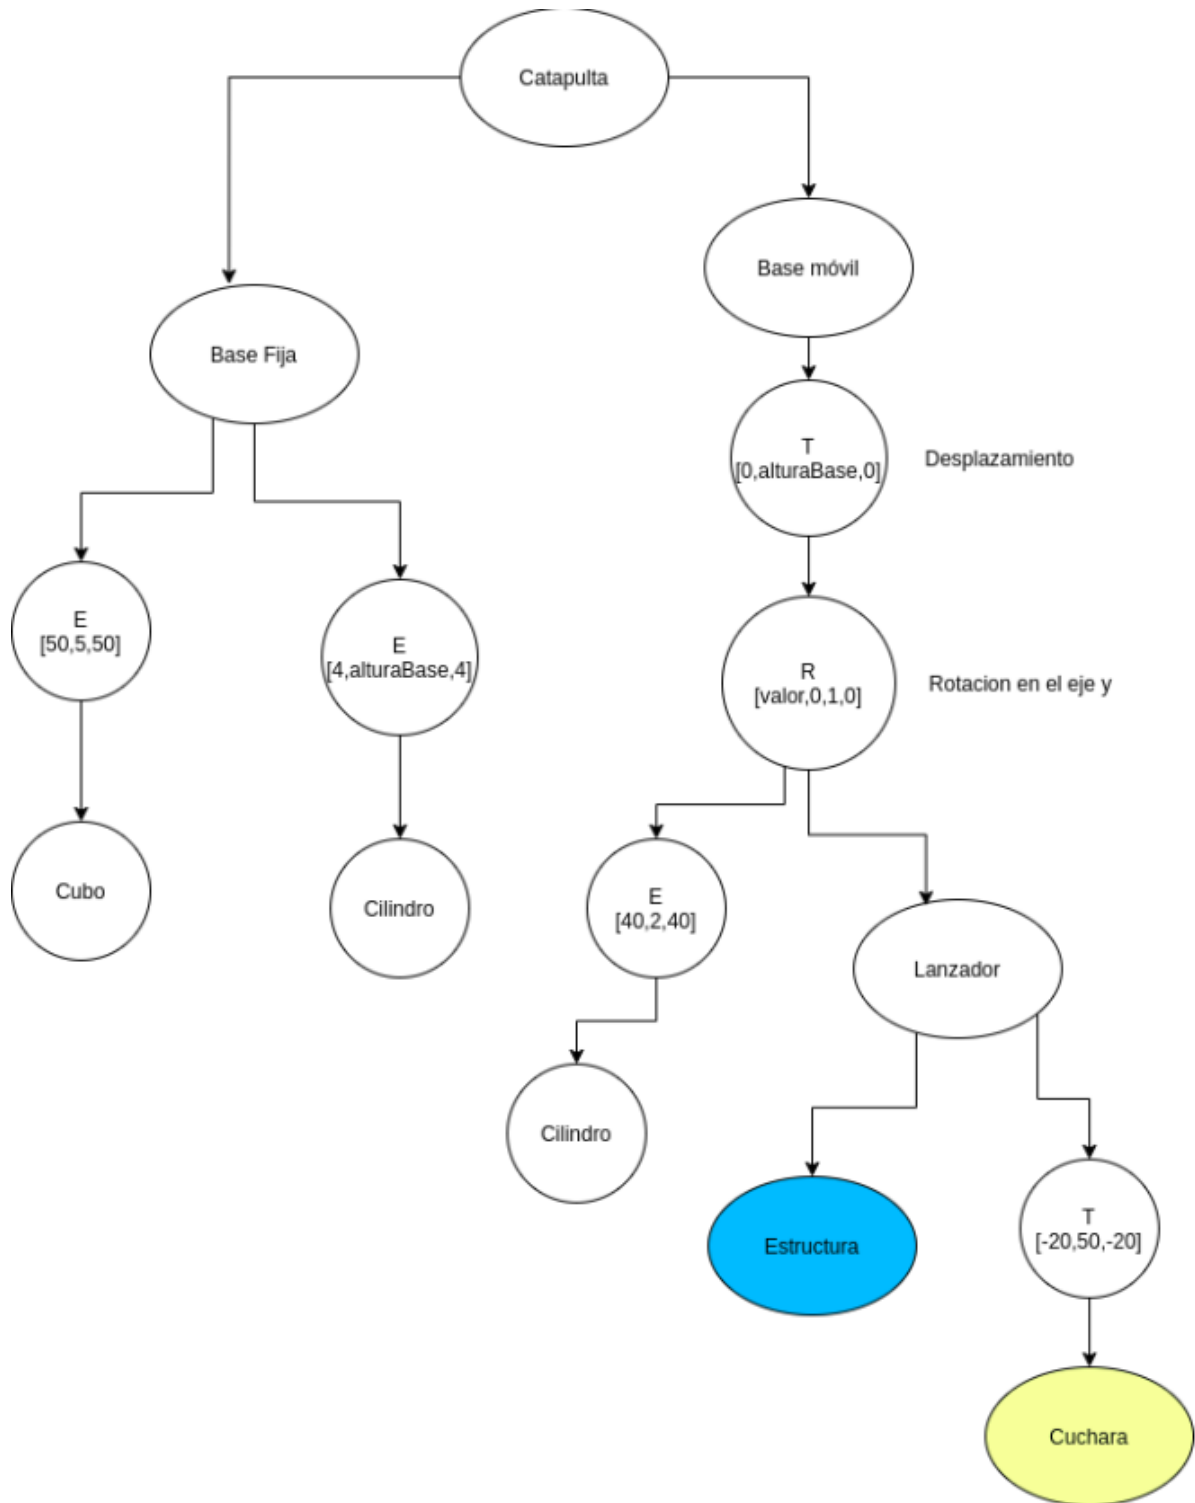 Catapulta
Base móvil
Base Fija
T
[0,alturaBase,0]
Desplazamiento
E
[50,5,50]
E
[4,alturaBase,4]
R
[valor,0,1,0]
Rotacion en el eje y
Cubo
Cilindro
E
[40,2,40]
Lanzador
Cilindro
Estructura
T
[-20,50,-20]
Cuchara